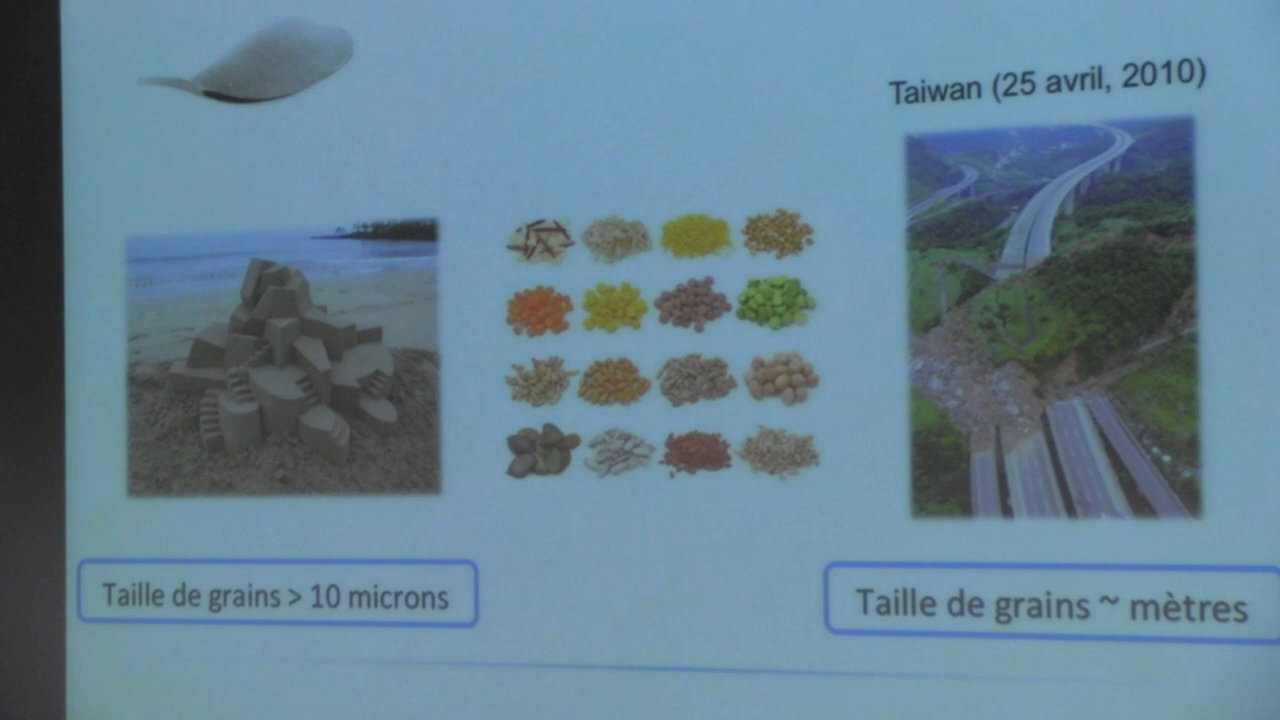 Taiwan (25 avril, 2010)
Taille de grains > 10 microns
Taille de grains ~ mètres